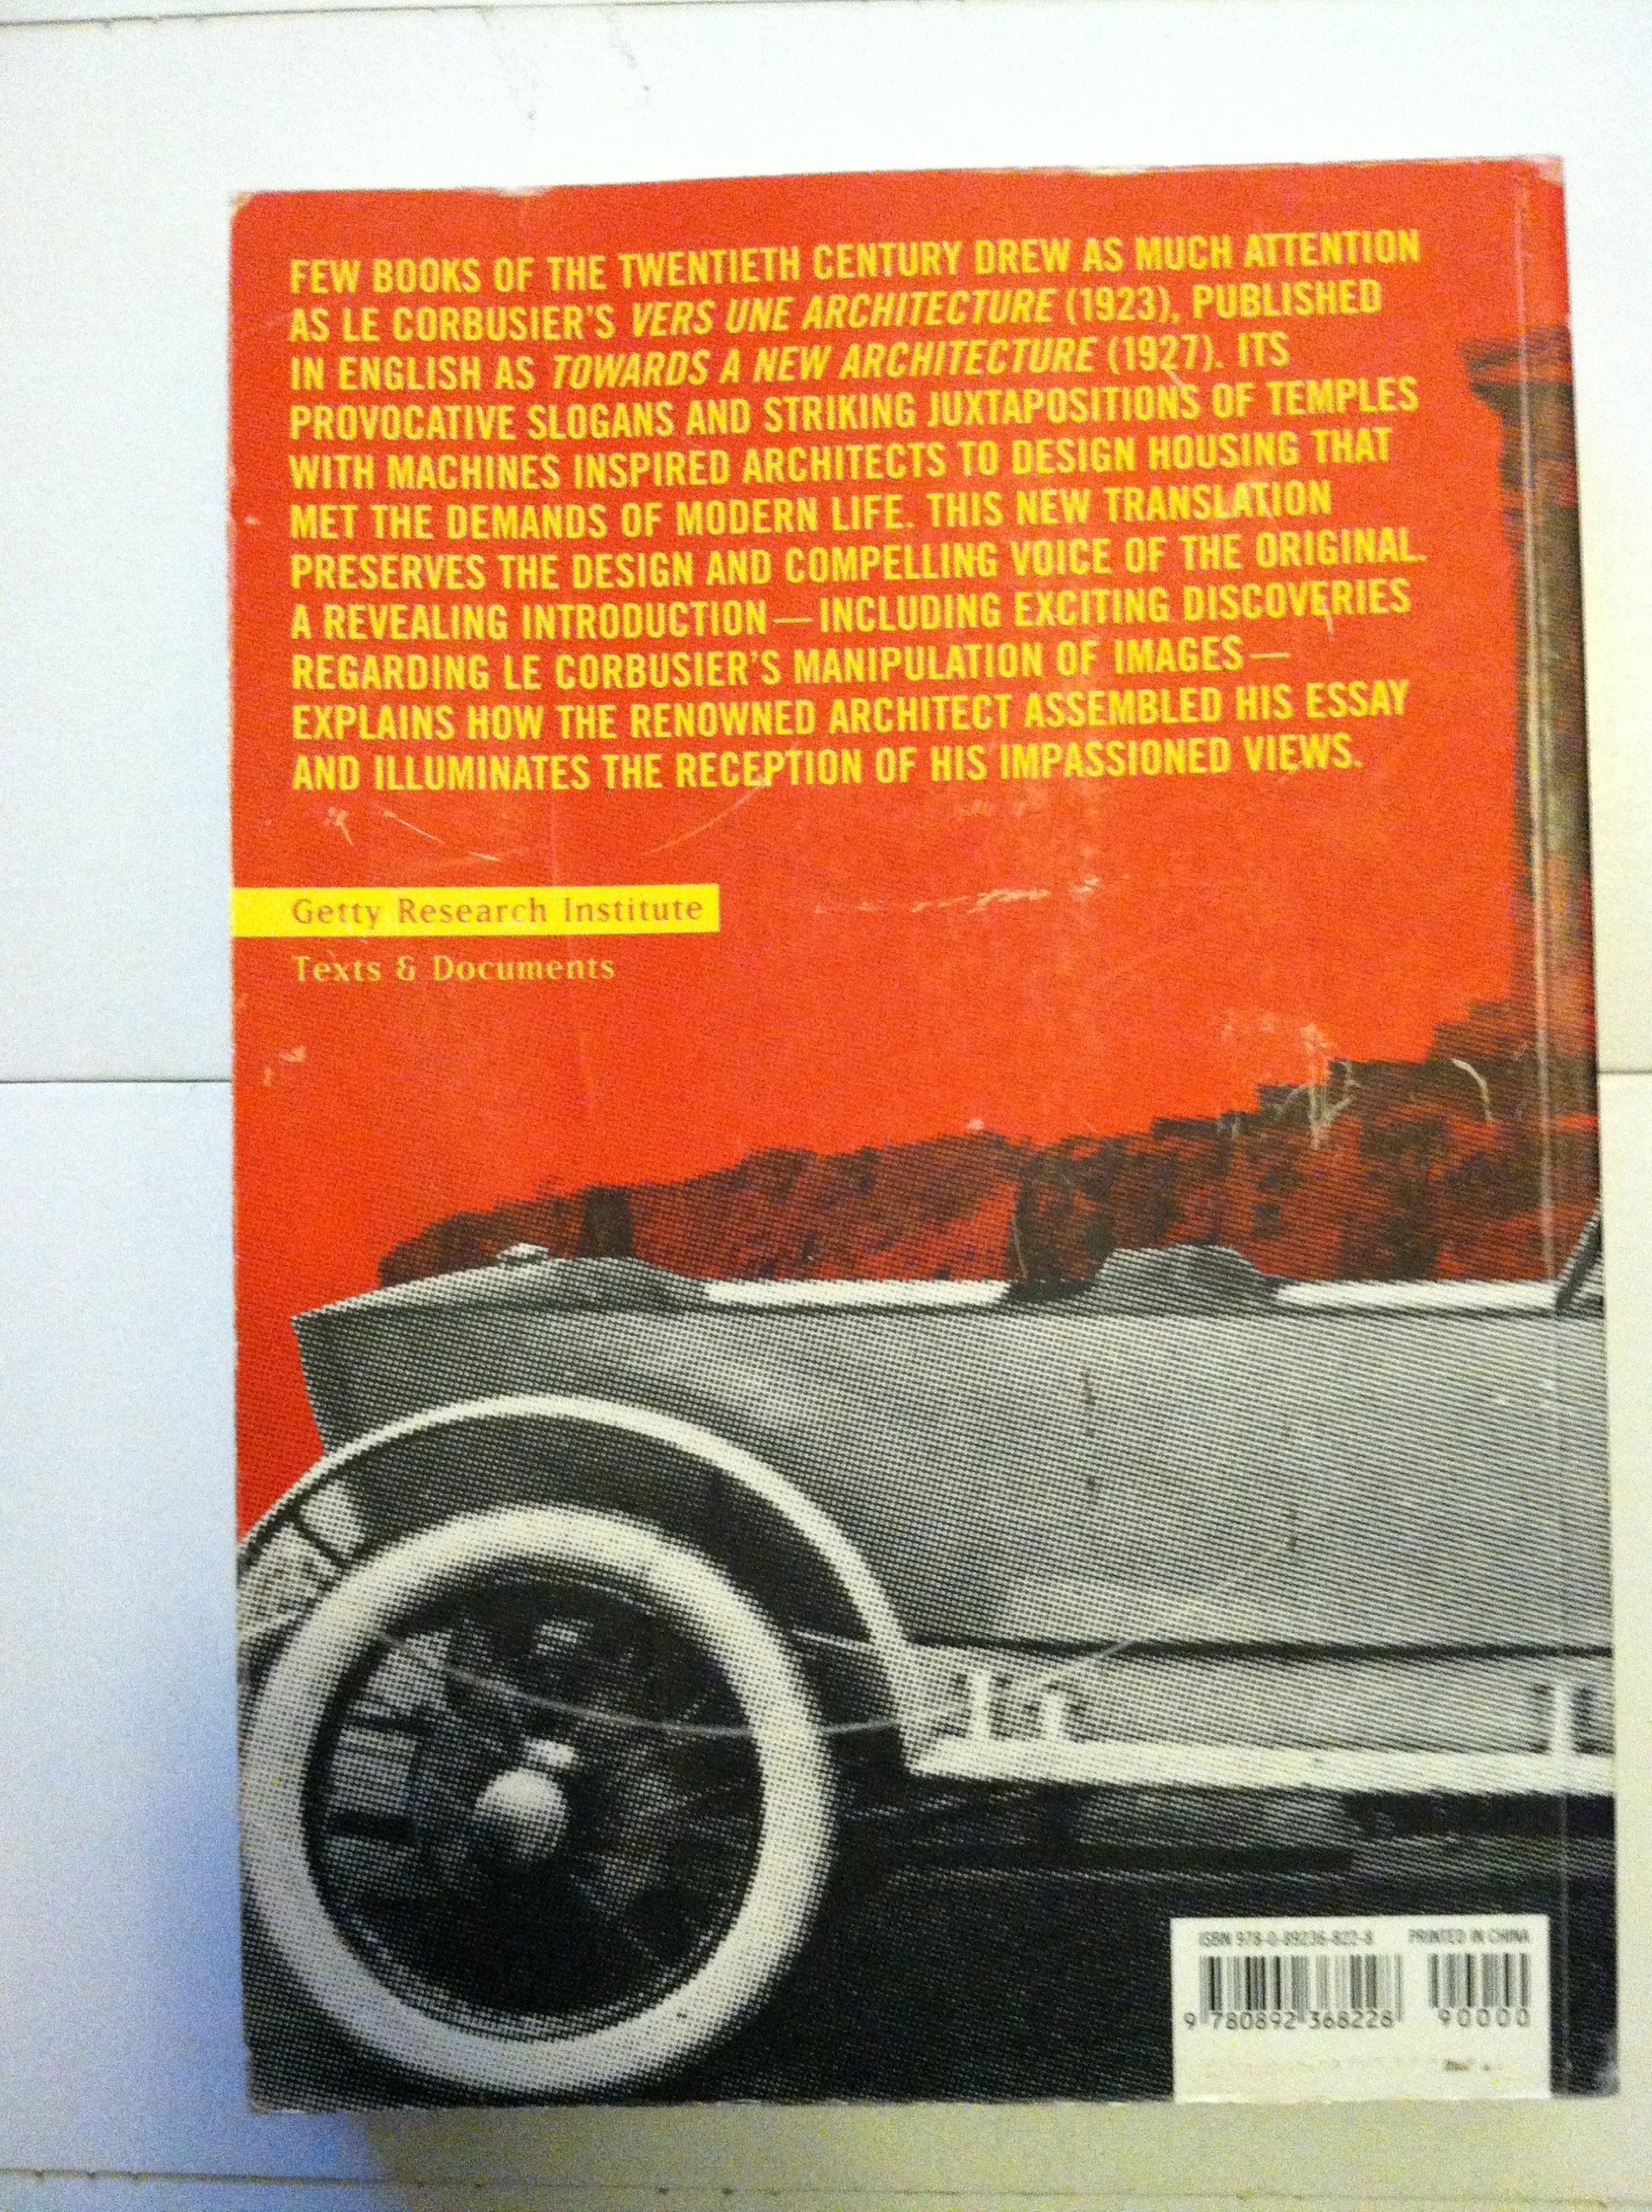 FEW BOOKS OF THE TWENTIETH CENTURY DREW AS MUCH ATTENTION
AS LE CORBUSIER'S VERS UNE ARCHITECTURE (1923), PUBLISHED
IN ENGLISH AS TOWARDS A NEW ARCHITECTURE (1927). ITS
PROVOCATIVE SLOGANS AND STRIKING JUXTAPOSITIONS OF TEMPLES
WITH MACHINES INSPIRED ARCHITECTS TO DESIGN HOUSING THAT
MET THE DEMANDS OF MODERN LIFE. THIS NEW TRANSLATION
PRESERVES THE DESIGN AND COMPELLING VOICE OF THE ORIGINAL.
A REVEALING INTRODUCTION—INCLUDING EXCITING DISCOVERIES
REGARDING LE CORBUSIER'S MANIPULATION OF IMAGES—
EXPLAINS HOW THE RENOWNED ARCHITECT ASSEMBLED HIS ESSAY
AND ILLUMINATES THE RECEPTION OF HIS IMPASSIONED VIEWS.
Getty Research Institute
Texts & Documents
ISBN 978-0-89236-822-8 PRINTED IN CHINA
9 780892 368228 90000